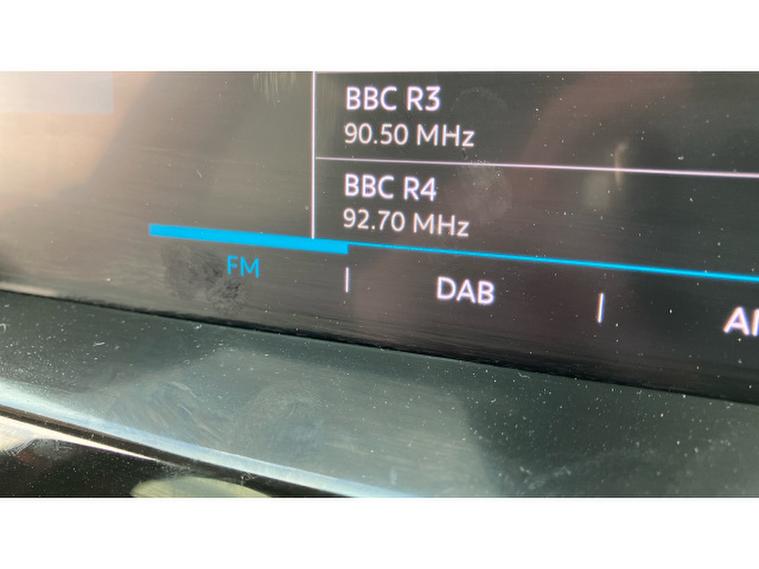 BBC R3
90.50 MHz
BBC R4
92.70 MHz
FM | DAB |